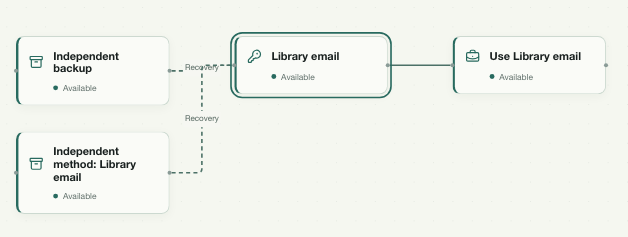 Independent
backup
Available
Recovery
Library email
Available
Use Library email
Available
Recovery
Independent
method: Library
email
Available